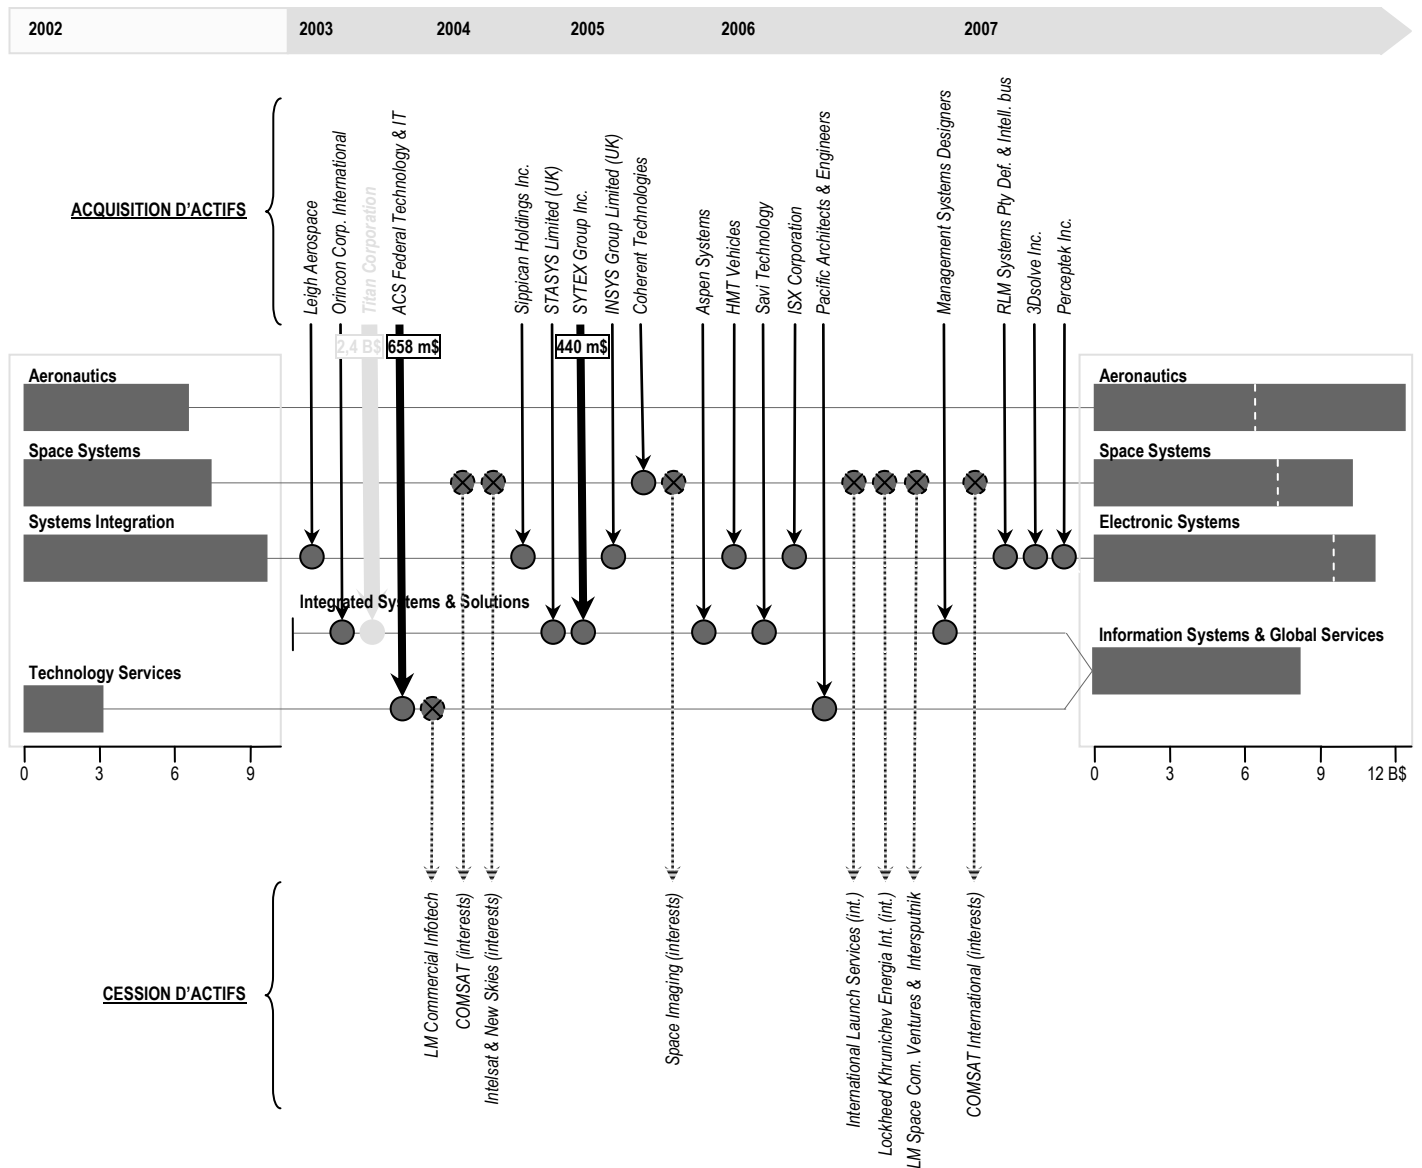 2002
2003
2004
2005
2006
2007
ACQUISITION D’ACTIFS
Leigh Aerospace
Orincon Corp. International
Titan Corporation
ACS Federal Technology & IT
Sippican Holdings Inc.
STASYS Limited (UK)
SYTEX Group Inc.
INSYS Group Limited (UK)
Coherent Technologies
Aspen Systems
HMT Vehicles
Savi Technology
ISX Corporation
Pacific Architects & Engineers
Management Systems Designers
RLM Systems Pty Def. & Intell. bus
3Dsolve Inc.
Perceptek Inc.
2,4 B$
658 m$
440 m$
Aeronautics
Space Systems
Systems Integration
Integrated Systems & Solutions
Technology Services
0
3
6
9
Aeronautics
Space Systems
Electronic Systems
Information Systems & Global Services
0
3
6
9
12 B$
CESSION D’ACTIFS
LM Commercial Infotech
COMSAT (interests)
Intelsat & New Skies (interests)
Space Imaging (interests)
International Launch Services (int.)
Lockheed Khrunichev Energia Int. (int.)
LM Space Com. Ventures & Intersputnik
COMSAT International (interests)